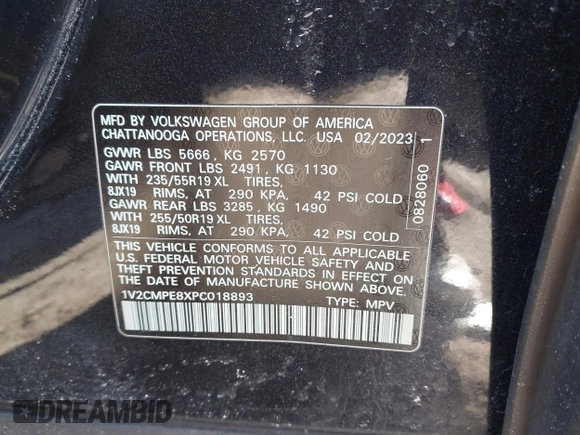 MFD BY VOLKSWAGEN GROUP OF AMERICA
CHATTANOOGA OPERATIONS, LLC. USA 02/2023
GVWR LBS 5666, KG 2570
GAWR FRONT LBS 2491, KG 1130
235/55R19 XL TIRES,
8JX19 RIMS, AT 290 KPA, 42 PSI COLD
GAWR REAR LBS 3285, KG 1490
255/50R19 XL TIRES,
8JX19 RIMS, AT 290 KPA, 42 PSI COLD
THIS VEHICLE CONFORMS TO ALL APPLICABLE
U.S. FEDERAL MOTOR VEHICLE SAFETY AND
THEFT PREVENTION STANDARDS IN EFFECT ON
THE DATE OF MANUFACTURE SHOWN ABOVE.
1V2CMPE8XPC018893 TYPE: MPV
0828060 1
DREAMBID